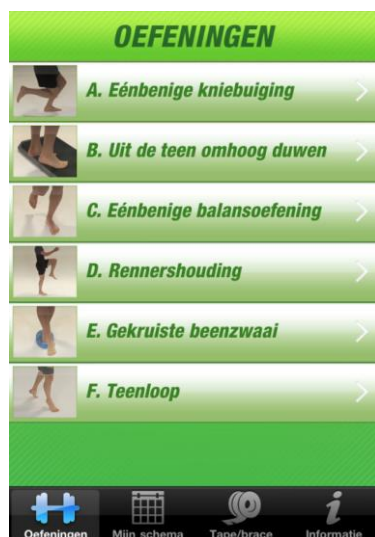 OEFENINGEN
A. Eénbenige kniebuiging
B. Uit de teen omhoog duwen
C. Eénbenige balansoefening
D. Rennershouding
E. Gekruiste beenzwaai
F. Teenloop
Oefeningen Mijn schema Tape/brace Informatie